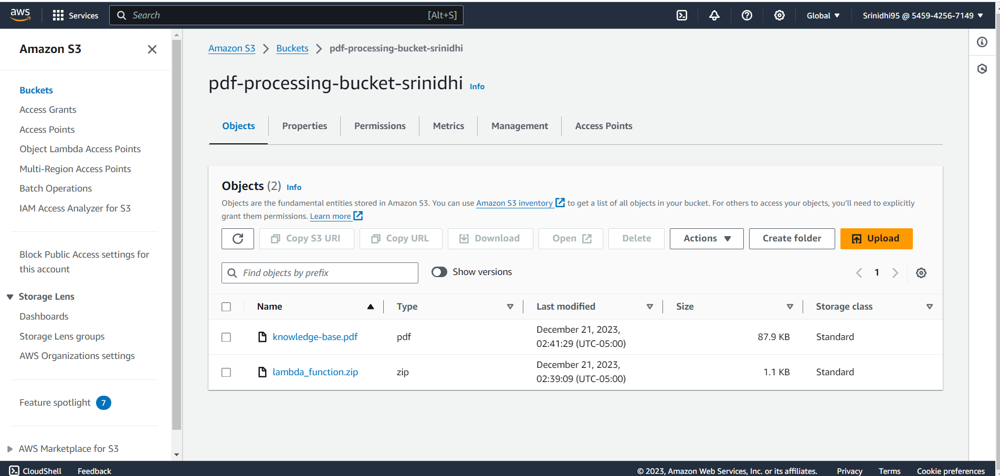 aws Services Search [Alt+S] Global Srinidhi95 @ 5459-4256-7149
Amazon S3
Buckets
Access Grants
Access Points
Object Lambda Access Points
Multi-Region Access Points
Batch Operations
IAM Access Analyzer for S3
Block Public Access settings for
this account
Storage Lens
Dashboards
Storage Lens groups
AWS Organizations settings
Feature spotlight 7
AWS Marketplace for S3
Amazon S3 Buckets pdf-processing-bucket-srinidhi
pdf-processing-bucket-srinidhi Info
Objects Properties Permissions Metrics Management Access Points
Objects (2) Info
Objects are the fundamental entities stored in Amazon S3. You can use Amazon S3 inventory to get a list of all objects in your bucket. For others to access your objects, you'll need to explicitly
grant them permissions. Learn more
Copy S3 URI Copy URL Download Open Delete Actions Create folder Upload
Find objects by prefix Show versions 1
Name Type Last modified Size Storage class
knowledge-base.pdf pdf December 21, 2023, 87.9 KB Standard
02:41:29 (UTC-05:00)
lambda_function.zip zip December 21, 2023, 1.1 KB Standard
02:39:09 (UTC-05:00)
CloudShell Feedback © 2023, Amazon Web Services, Inc. or its affiliates. Privacy Terms Cookie preferences